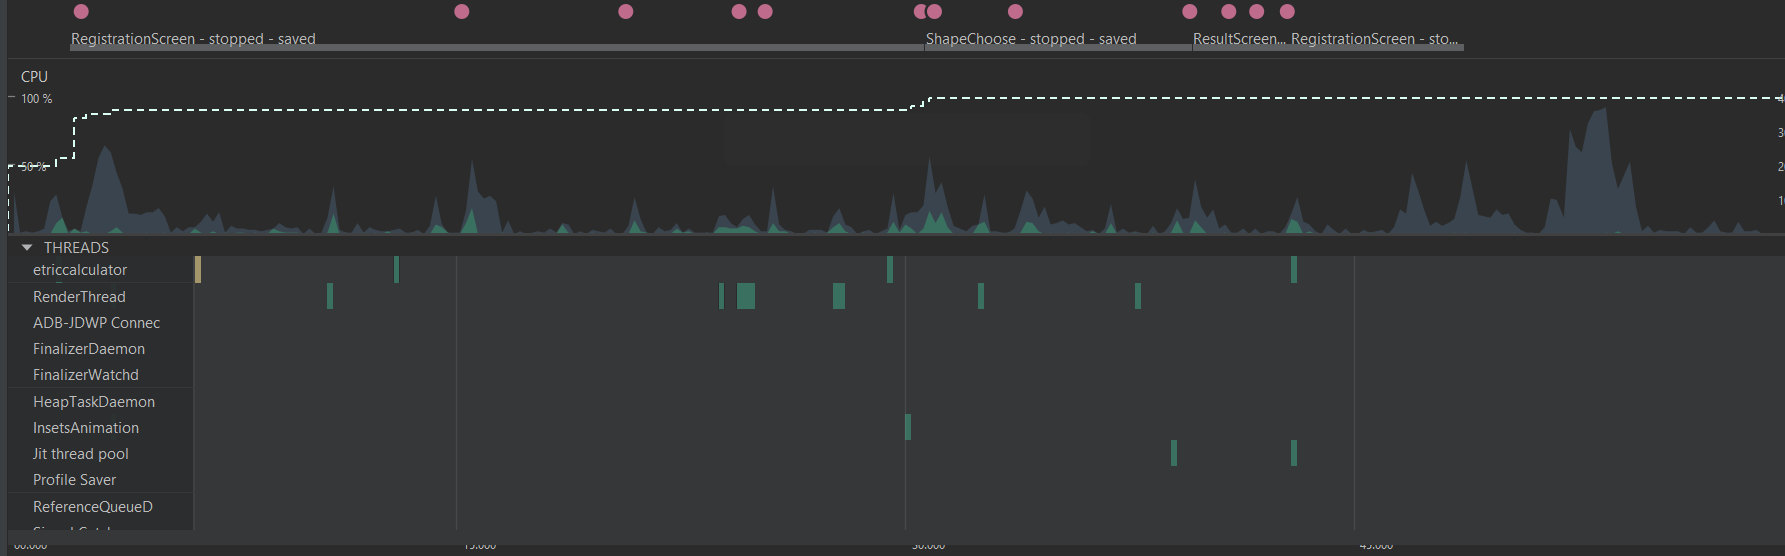 RegistrationScreen - stopped - saved
ShapeChoose - stopped - saved
ResultScreen...
RegistrationScreen - sto...
CPU
100 %
50 %
THREADS
etriccalculator
RenderThread
ADB-JDWP Connec
FinalizerDaemon
FinalizerWatchd
HeapTaskDaemon
InsetsAnimation
Jit thread pool
Profile Saver
ReferenceQueueD